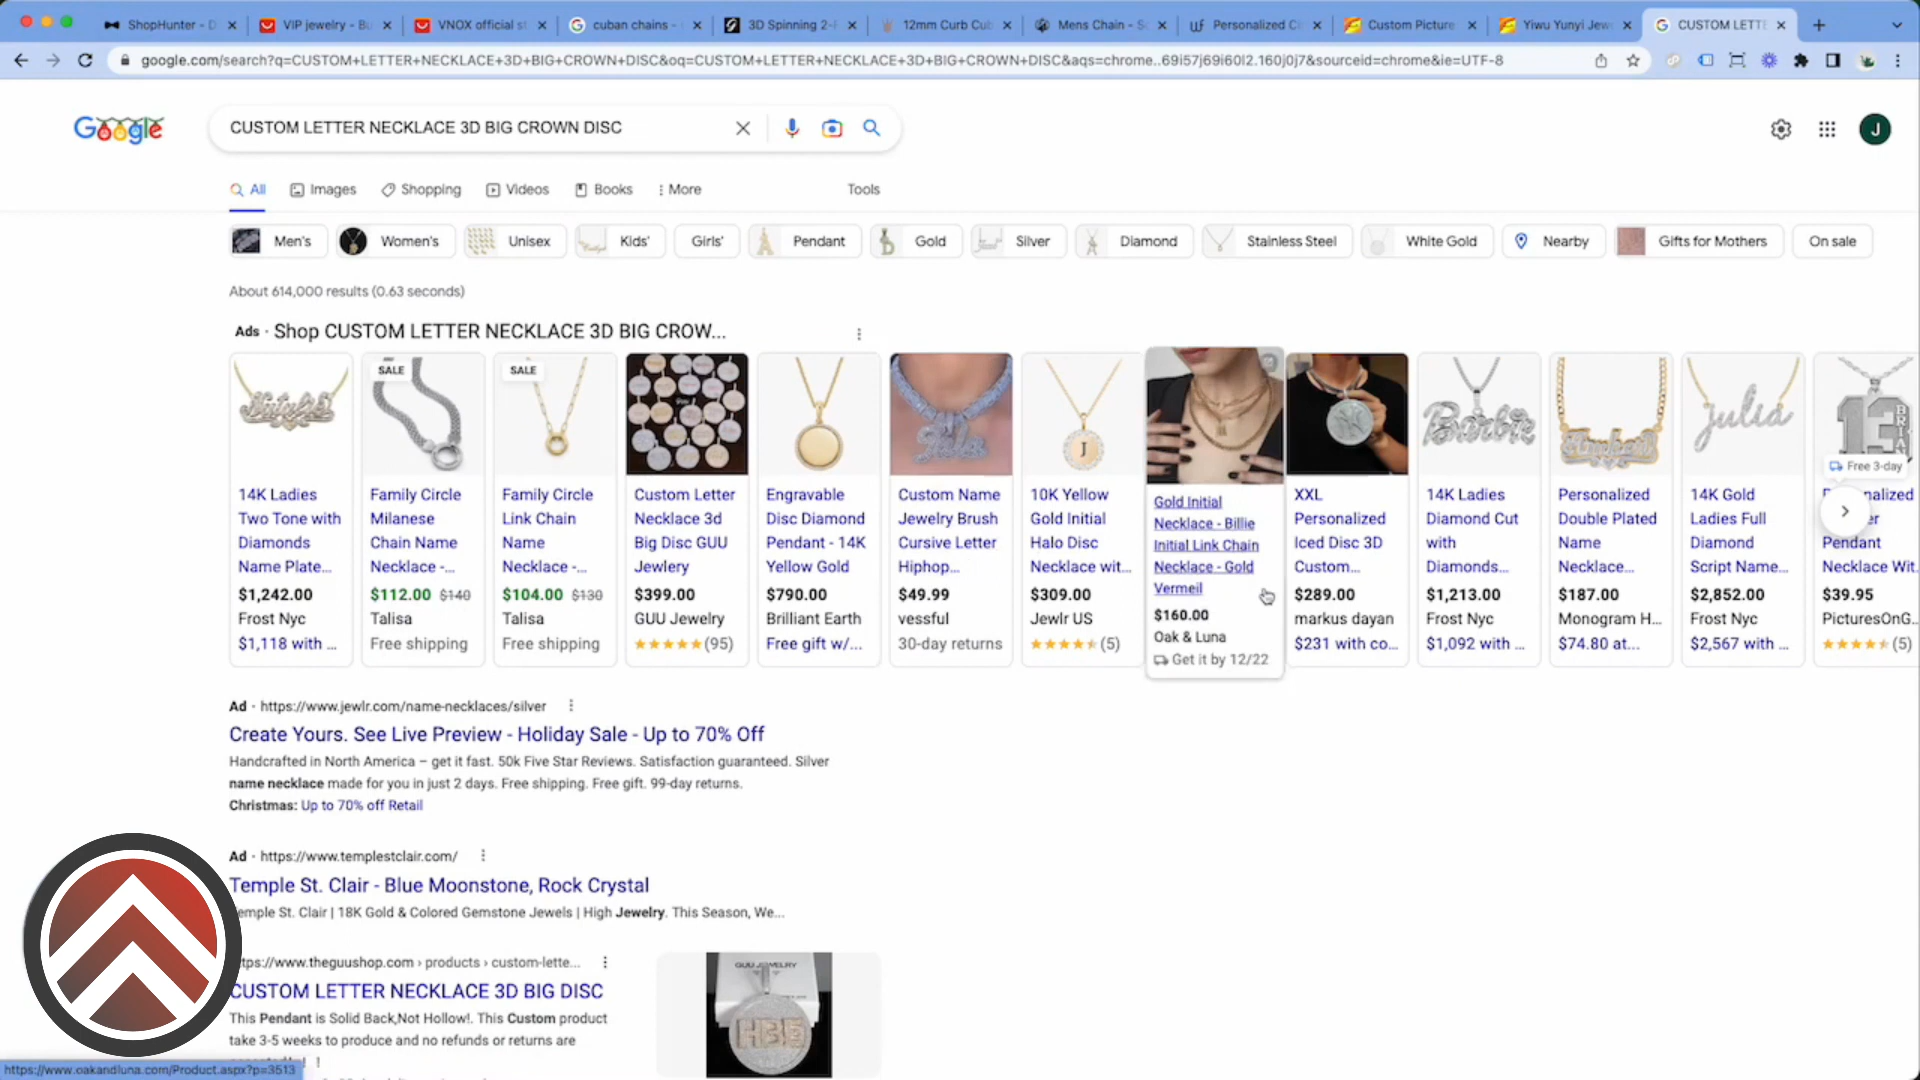 ShopHunter - D
VIP jewelry - Bu
VNOX official st
cuban chains -
3D Spinning 2-
12mm Curb Cub
Mens Chain - S
Personalized C
Custom Picture
Yiwu Yunyi Jew
CUSTOM LETT
google.com/search?q=CUSTOM+LETTER+NECKLACE+3D+BIG+CROWN+DISC&oq=CUSTOM+LETTER+NECKLACE+3D+BIG+CROWN+DISC&aqs=chrome..69i57j69i60l2.160j0j7&sourceid=chrome&ie=UTF-8
Google
CUSTOM LETTER NECKLACE 3D BIG CROWN DISC
J
All Images Shopping Videos Books More Tools
Men's Women's Unisex Kids' Girls' Pendant Gold Silver Diamond Stainless Steel White Gold Nearby Gifts for Mothers On sale
About 614,000 results (0.63 seconds)
Ads · Shop CUSTOM LETTER NECKLACE 3D BIG CROW...
14K Ladies
Two Tone with
Diamonds
Name Plate...
$1,242.00
Frost Nyc
$1,118 with ...
SALE
Family Circle
Milanese
Chain Name
Necklace -...
$112.00 $140
Talisa
Free shipping
SALE
Family Circle
Link Chain
Name
Necklace -...
$104.00 $130
Talisa
Free shipping
Custom Letter
Necklace 3d
Big Disc GUU
Jewlery
$399.00
GUU Jewelry
(95)
Engravable
Disc Diamond
Pendant - 14K
Yellow Gold
$790.00
Brilliant Earth
Free gift w/...
Custom Name
Jewelry Brush
Cursive Letter
Hiphop...
$49.99
vessful
30-day returns
J
10K Yellow
Gold Initial
Halo Disc
Necklace wit...
$309.00
Jewlr US
(5)
Gold Initial
Necklace - Billie
Initial Link Chain
Necklace - Gold
Vermeil
$160.00
Oak & Luna
Get it by 12/22
XXL
Personalized
Iced Disc 3D
Custom...
$289.00
markus dayan
$231 with co...
Barbie
14K Ladies
Diamond Cut
with
Diamonds...
$1,213.00
Frost Nyc
$1,092 with ...
Personalized
Double Plated
Name
Necklace...
$187.00
Monogram H...
$74.80 at...
julia
14K Gold
Ladies Full
Diamond
Script Name...
$2,852.00
Frost Nyc
$2,567 with ...
13
Free 3-day
Pendant
Necklace Wit.
$39.95
PicturesOnG.
(5)
Ad · https://www.jewlr.com/name-necklaces/silver
Create Yours. See Live Preview - Holiday Sale - Up to 70% Off
Handcrafted in North America – get it fast. 50k Five Star Reviews. Satisfaction guaranteed. Silver
name necklace made for you in just 2 days. Free shipping. Free gift. 99-day returns.
Christmas: Up to 70% off Retail
Ad · https://www.templestclair.com/
Temple St. Clair - Blue Moonstone, Rock Crystal
emple St. Clair | 18K Gold & Colored Gemstone Jewels | High Jewelry. This Season, We...
tps://www.theguushop.com › products › custom-lette...
CUSTOM LETTER NECKLACE 3D BIG DISC
This Pendant is Solid Back,Not Hollow!. This Custom product
take 3-5 weeks to produce and no refunds or returns are
GUU JEWELRY
https://www.oakandluna.com/Product.aspx?p=3513